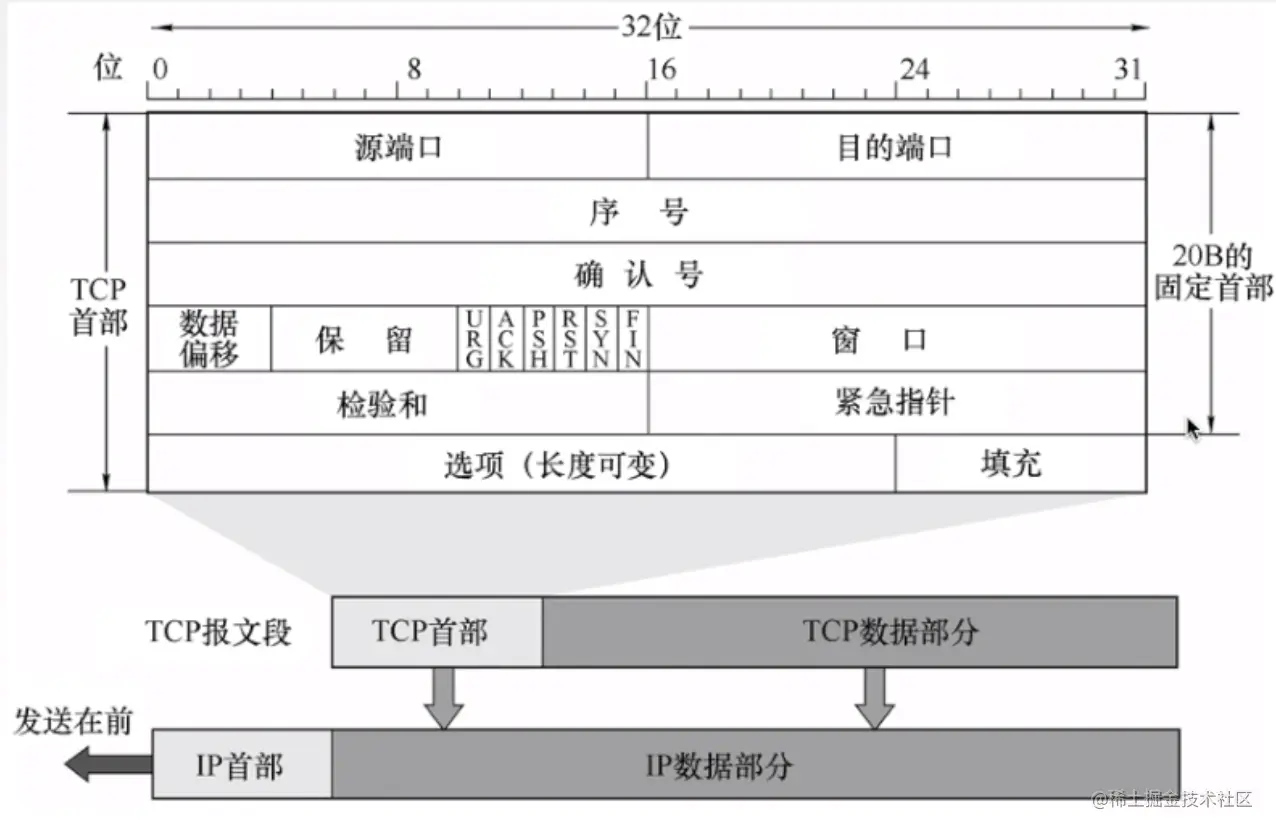 32位
位 0 8 16 24 31
源端口 目的端口
序 号
确 认 号
TCP
首部
20B的
固定首部
数据
偏移
保 留
URG
ACK
PSH
RST
SYN
FIN
窗 口
检验和 紧急指针
选项（长度可变） 填充
TCP报文段 TCP首部 TCP数据部分
发送在前
IP首部 IP数据部分
@稀土掘金技术社区